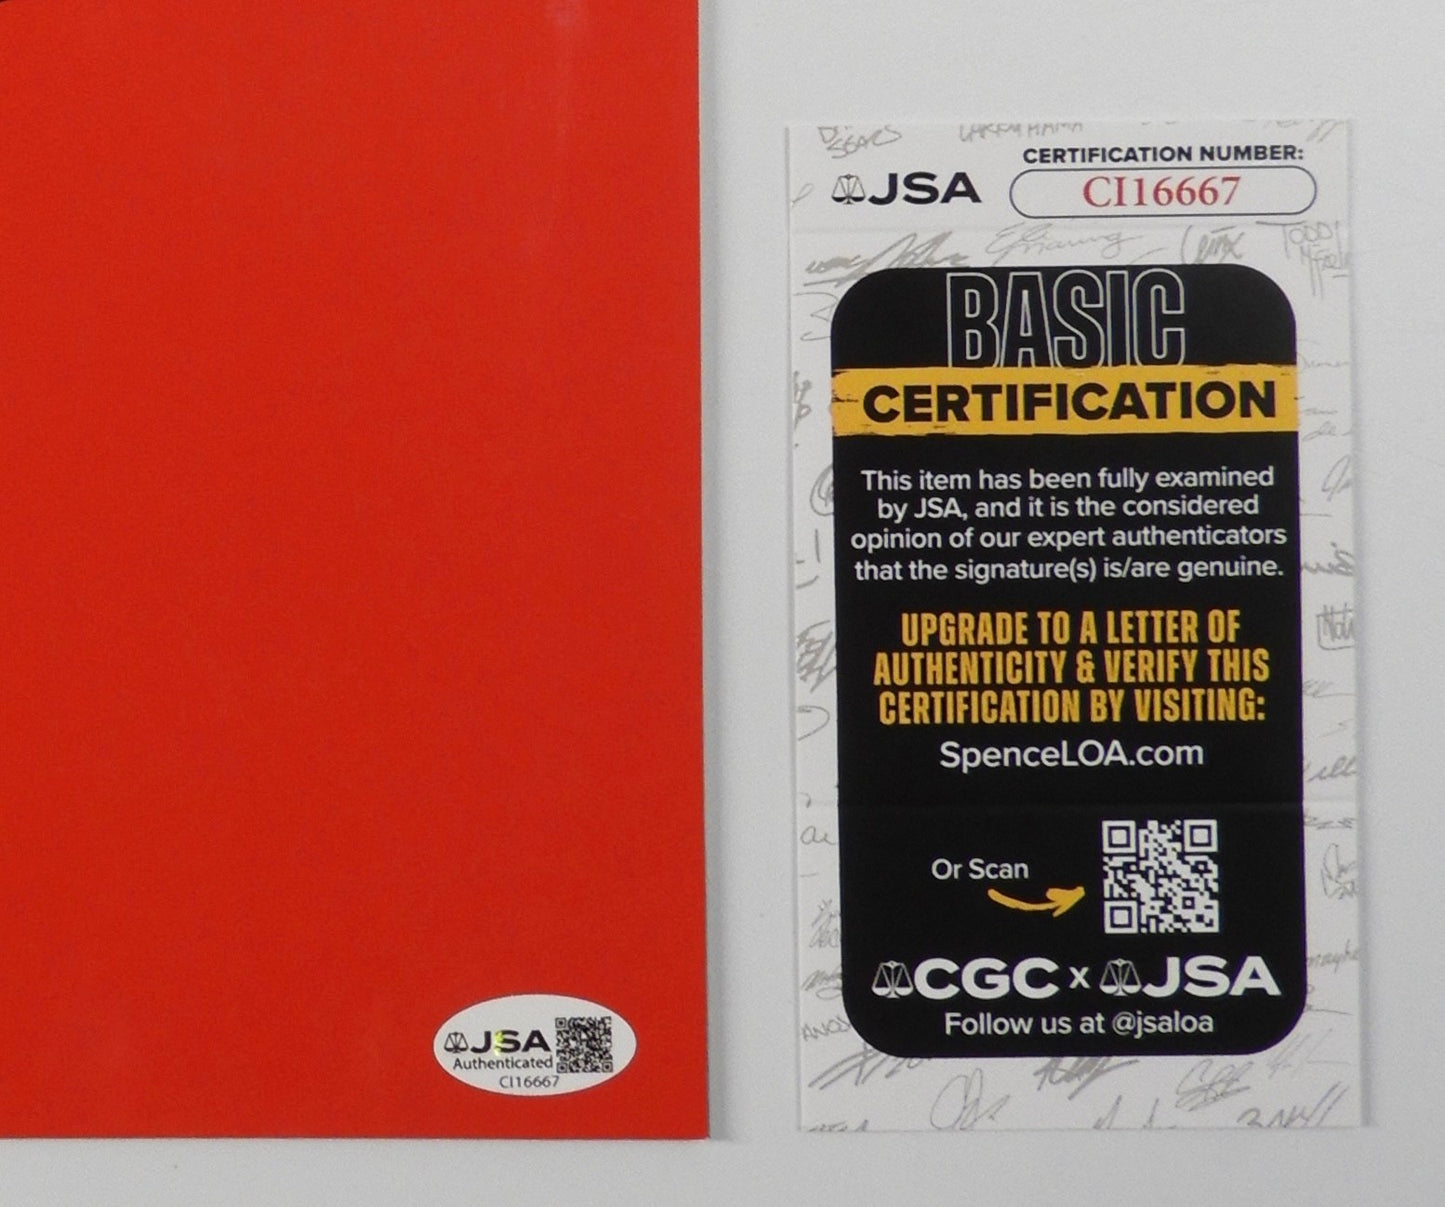 JSA
CERTIFICATION NUMBER:
CI16667
BASIC
CERTIFICATION
This item has been fully examined
by JSA, and it is the considered
opinion of our expert authenticators
that the signature(s) is/are genuine.
UPGRADE TO A LETTER OF
AUTHENTICITY & VERIFY THIS
CERTIFICATION BY VISITING:
SpenceLOA.com
Or Scan
CGC x JSA
Follow us at @jsaloa
JSA
Authenticated
CI16667